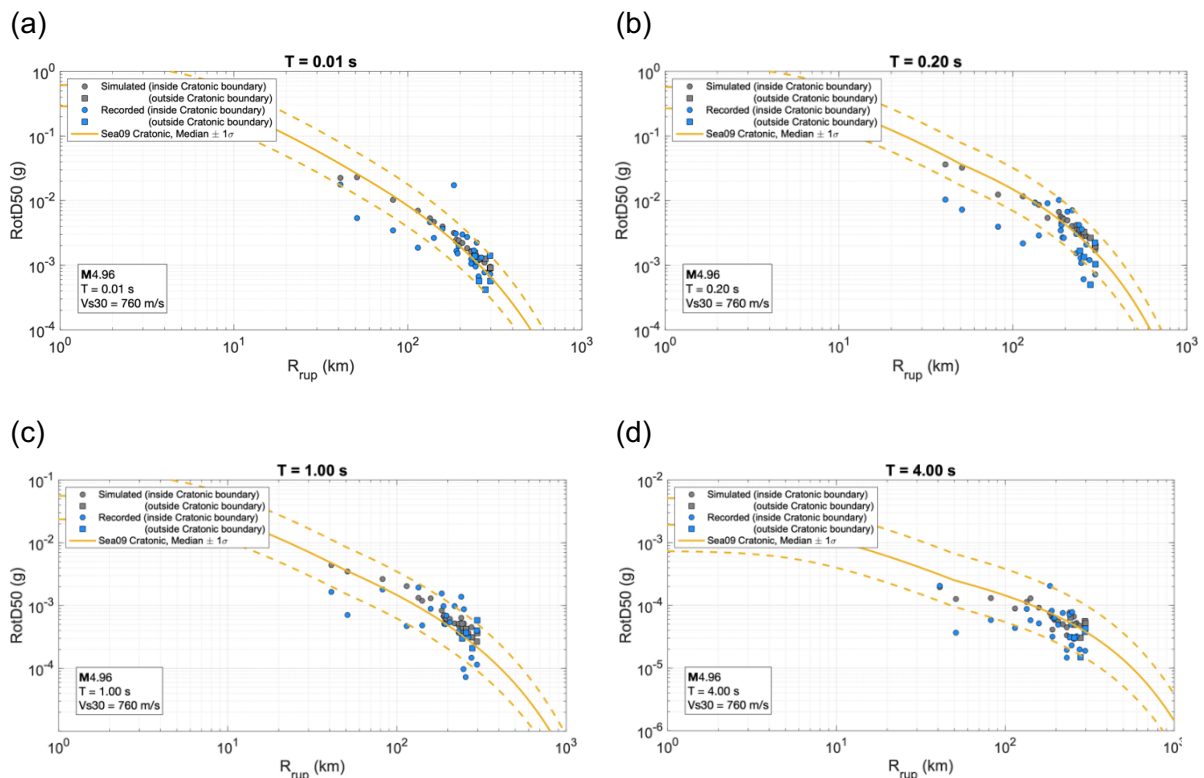 (a)
T = 0.01 s
Simulated (inside Cratonic boundary)
(outside Cratonic boundary)
Recorded (inside Cratonic boundary)
(outside Cratonic boundary)
Sea09 Cratonic, Median ± 1σ
10^0
10^-1
10^-2
10^-3
10^-4
RotD50 (g)
M4.96
T = 0.01 s
Vs30 = 760 m/s
10^0 10^1 10^2 10^3
R_rup (km)
(b)
T = 0.20 s
Simulated (inside Cratonic boundary)
(outside Cratonic boundary)
Recorded (inside Cratonic boundary)
(outside Cratonic boundary)
Sea09 Cratonic, Median ± 1σ
10^0
10^-1
10^-2
10^-3
10^-4
RotD50 (g)
M4.96
T = 0.20 s
Vs30 = 760 m/s
10^0 10^1 10^2 10^3
R_rup (km)
(c)
T = 1.00 s
Simulated (inside Cratonic boundary)
(outside Cratonic boundary)
Recorded (inside Cratonic boundary)
(outside Cratonic boundary)
Sea09 Cratonic, Median ± 1σ
10^-1
10^-2
10^-3
10^-4
RotD50 (g)
M4.96
T = 1.00 s
Vs30 = 760 m/s
10^0 10^1 10^2 10^3
R_rup (km)
(d)
T = 4.00 s
Simulated (inside Cratonic boundary)
(outside Cratonic boundary)
Recorded (inside Cratonic boundary)
(outside Cratonic boundary)
Sea09 Cratonic, Median ± 1σ
10^-2
10^-3
10^-4
10^-5
10^-6
RotD50 (g)
M4.96
T = 4.00 s
Vs30 = 760 m/s
10^0 10^1 10^2 10^3
R_rup (km)